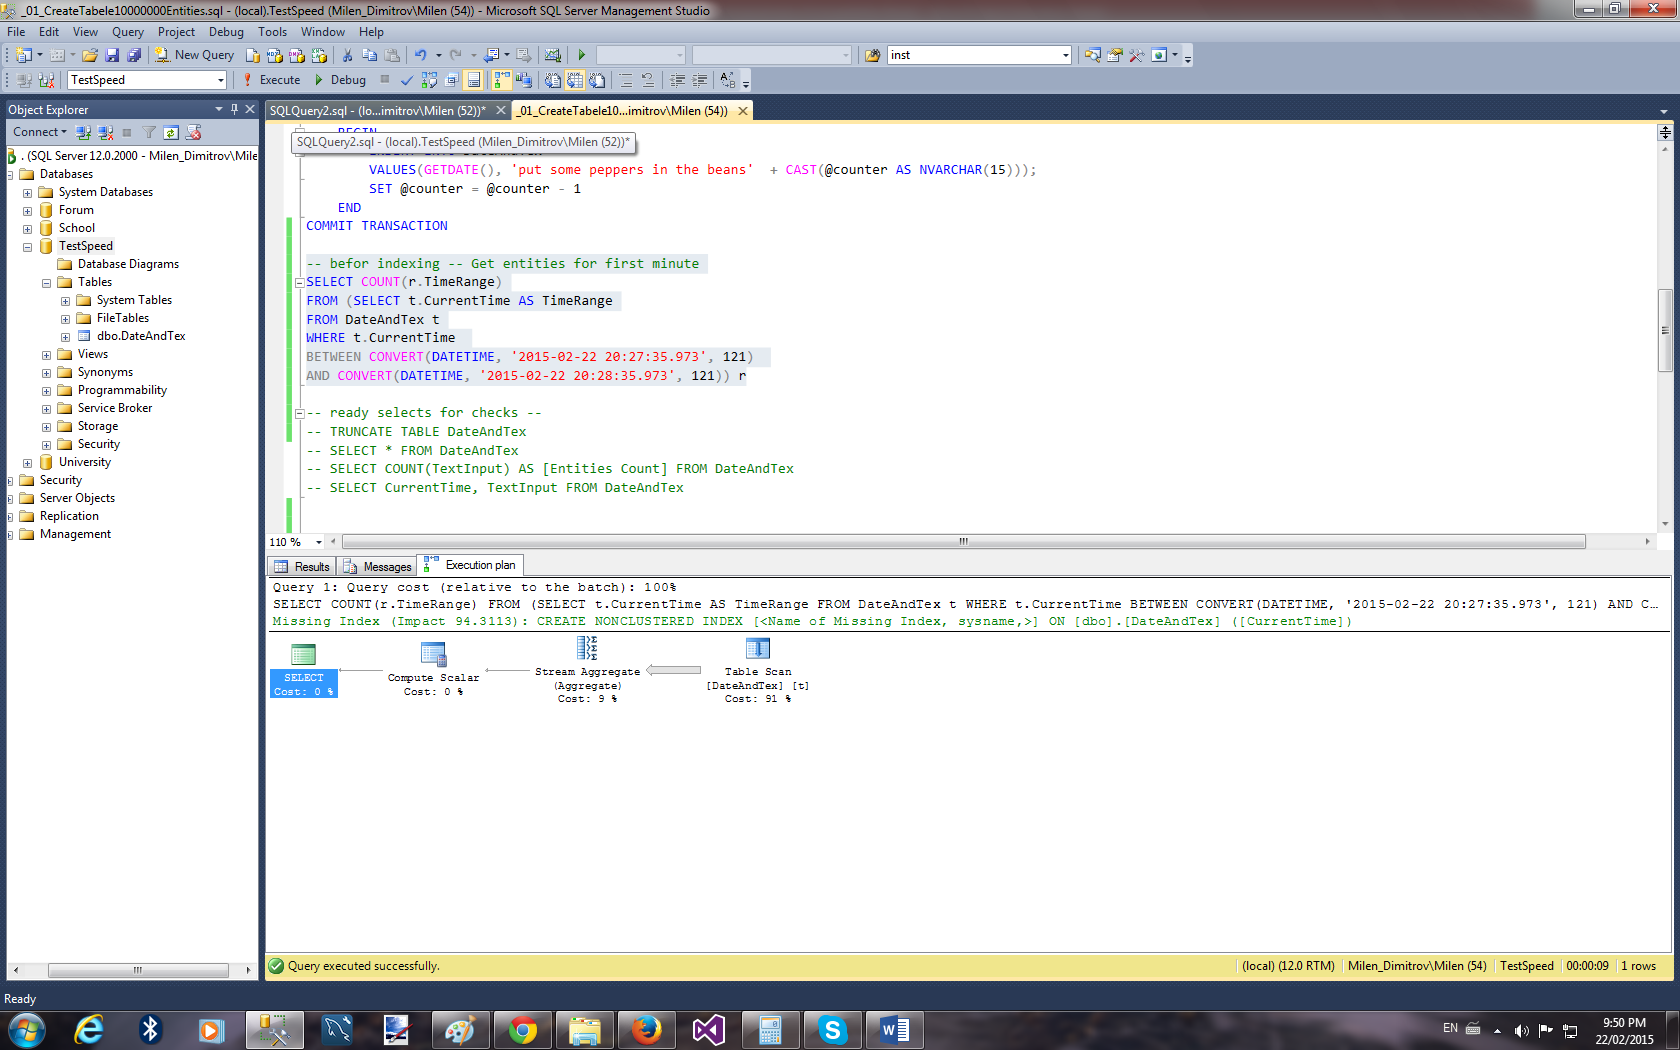 _01_CreateTabele10000000Entities.sql - (local).TestSpeed (Milen_Dimitrov\Milen (54)) - Microsoft SQL Server Management Studio
File Edit View Query Project Debug Tools Window Help
New Query inst
TestSpeed Execute Debug
Object Explorer
Connect
. (SQL Server 12.0.2000 - Milen_Dimitrov\Mile
Databases
System Databases
Forum
School
TestSpeed
Database Diagrams
Tables
System Tables
FileTables
dbo.DateAndTex
Views
Synonyms
Programmability
Service Broker
Storage
Security
University
Security
Server Objects
Replication
Management
SQLQuery2.sql - (lo...imitrov\Milen (52))* _01_CreateTabele10...imitrov\Milen (54))
BEGIN
SQLQuery2.sql - (local).TestSpeed (Milen_Dimitrov\Milen (52))*
VALUES(GETDATE(), 'put some peppers in the beans'  + CAST(@counter AS NVARCHAR(15)));
SET @counter = @counter - 1
END
COMMIT TRANSACTION
-- befor indexing -- Get entities for first minute
SELECT COUNT(r.TimeRange)
FROM (SELECT t.CurrentTime AS TimeRange
FROM DateAndTex t
WHERE t.CurrentTime
BETWEEN CONVERT(DATETIME, '2015-02-22 20:27:35.973', 121)
AND CONVERT(DATETIME, '2015-02-22 20:28:35.973', 121)) r
-- ready selects for checks --
-- TRUNCATE TABLE DateAndTex
-- SELECT * FROM DateAndTex
-- SELECT COUNT(TextInput) AS [Entities Count] FROM DateAndTex
-- SELECT CurrentTime, TextInput FROM DateAndTex
110 %
Results Messages Execution plan
Query 1: Query cost (relative to the batch): 100%
SELECT COUNT(r.TimeRange) FROM (SELECT t.CurrentTime AS TimeRange FROM DateAndTex t WHERE t.CurrentTime BETWEEN CONVERT(DATETIME, '2015-02-22 20:27:35.973', 121) AND C...
Missing Index (Impact 94.3113): CREATE NONCLUSTERED INDEX [<Name of Missing Index, sysname,>] ON [dbo].[DateAndTex] ([CurrentTime])
SELECT
Cost: 0 %
Compute Scalar
Cost: 0 %
Stream Aggregate
(Aggregate)
Cost: 9 %
Table Scan
[DateAndTex] [t]
Cost: 91 %
Query executed successfully. (local) (12.0 RTM) Milen_Dimitrov\Milen (54) TestSpeed 00:00:09 1 rows
Ready
EN 9:50 PM
22/02/2015